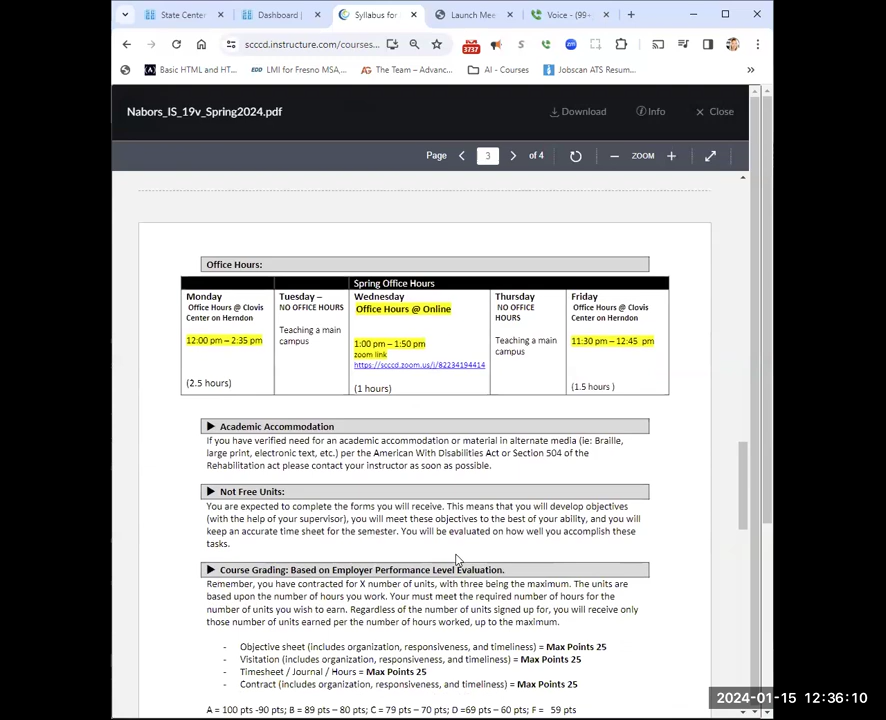 State Center
Dashboard |
Syllabus for
Launch Mee
Voice - (99
scccd.instructure.com/courses...
3737
Basic HTML and HT...
EDD LMI for Fresno MSA,...
AG The Team – Advanc...
AI - Courses
Jobscan ATS Resum...
Nabors_IS_19v_Spring2024.pdf
Download
Info
Close
Page 3 of 4
ZOOM
Office Hours:
Spring Office Hours
Monday
Office Hours @ Clovis
Center on Herndon
12:00 pm – 2:35 pm
(2.5 hours)
Tuesday –
NO OFFICE HOURS
Teaching a main
campus
Wednesday
Office Hours @ Online
1:00 pm – 1:50 pm
zoom link
https://scccd.zoom.us/j/82234194414
(1 hours)
Thursday
NO OFFICE
HOURS
Teaching a main
campus
Friday
Office Hours @ Clovis
Center on Herndon
11:30 pm – 12:45 pm
(1.5 hours )
Academic Accommodation
If you have verified need for an academic accommodation or material in alternate media (ie: Braille,
large print, electronic text, etc.) per the American With Disabilities Act or Section 504 of the
Rehabilitation act please contact your instructor as soon as possible.
Not Free Units:
You are expected to complete the forms you will receive. This means that you will develop objectives
(with the help of your supervisor), you will meet these objectives to the best of your ability, and you will
keep an accurate time sheet for the semester. You will be evaluated on how well you accomplish these
tasks.
Course Grading: Based on Employer Performance Level Evaluation.
Remember, you have contracted for X number of units, with three being the maximum. The units are
based upon the number of hours you work. Your must meet the required number of hours for the
number of units you wish to earn. Regardless of the number of units signed up for, you will receive only
those number of units earned per the number of hours worked, up to the maximum.
- Objective sheet (includes organization, responsiveness, and timeliness) = Max Points 25
- Visitation (includes organization, responsiveness, and timeliness) = Max Points 25
- Timesheet / Journal / Hours = Max Points 25
- Contract (includes organization, responsiveness, and timeliness) = Max Points 25
A = 100 pts -90 pts; B = 89 pts – 80 pts; C = 79 pts – 70 pts; D =69 pts – 60 pts; F = 59 pts
2024-01-15 12:36:10